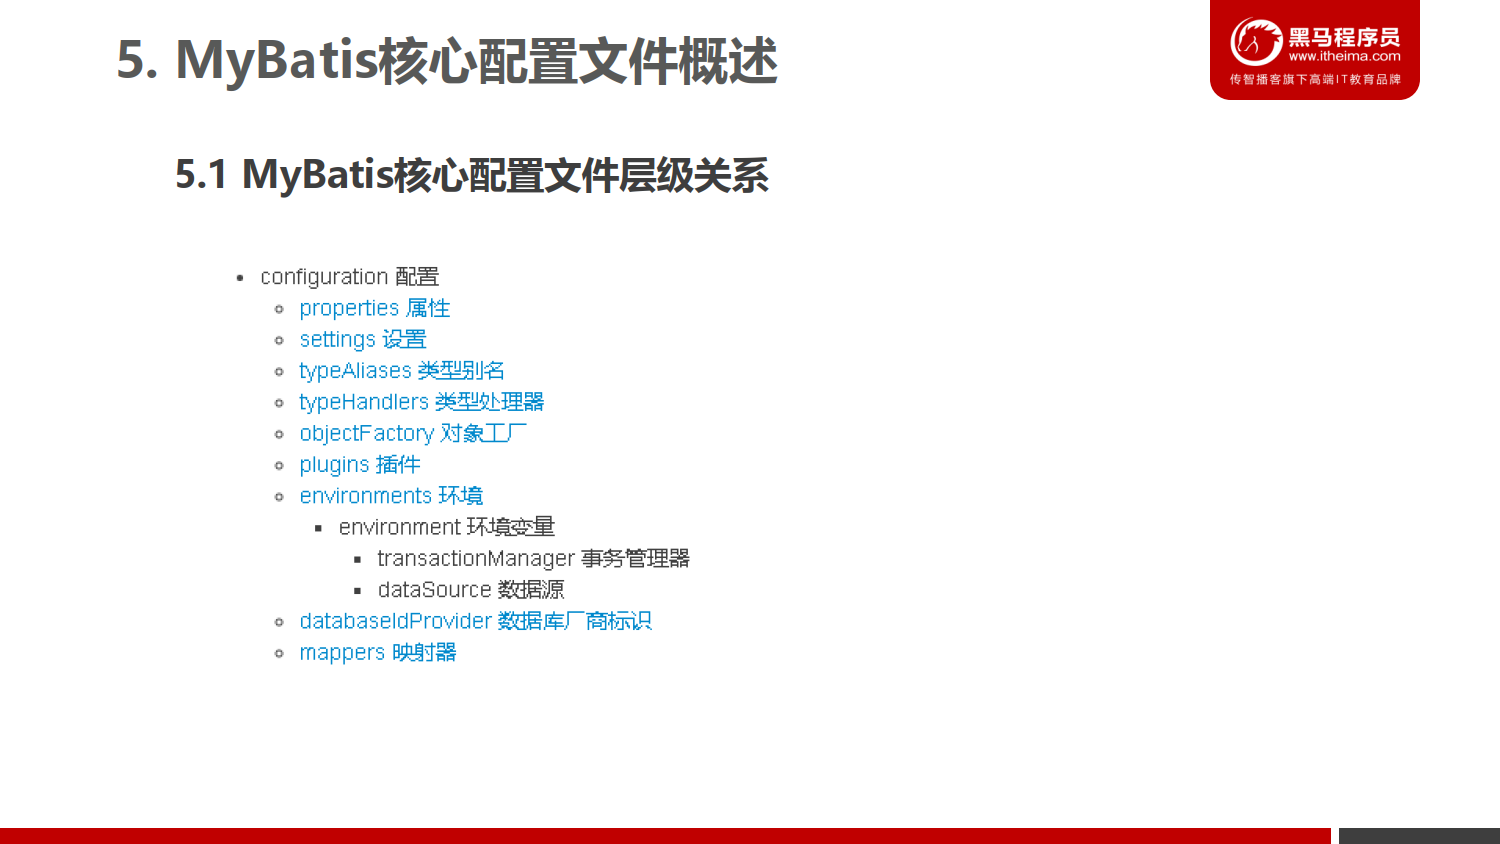 5. MyBatis核心配置文件概述
黑马程序员
www.itheima.com
传智播客旗下高端IT教育品牌
5.1 MyBatis核心配置文件层级关系
configuration 配置
properties 属性
settings 设置
typeAliases 类型别名
typeHandlers 类型处理器
objectFactory 对象工厂
plugins 插件
environments 环境
environment 环境变量
transactionManager 事务管理器
dataSource 数据源
databaseIdProvider 数据库厂商标识
mappers 映射器